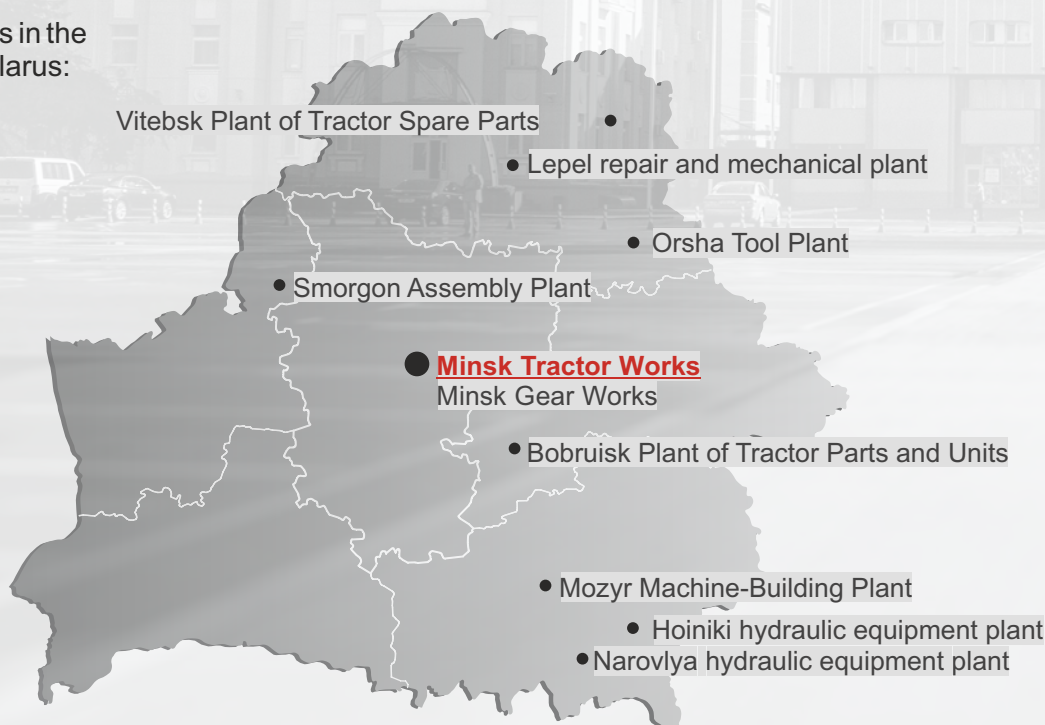 s in the
larus:
Vitebsk Plant of Tractor Spare Parts
Lepel repair and mechanical plant
Orsha Tool Plant
Smorgon Assembly Plant
Minsk Tractor Works
Minsk Gear Works
Bobruisk Plant of Tractor Parts and Units
Mozyr Machine-Building Plant
Hoiniki hydraulic equipment plant
Narovlya hydraulic equipment plant